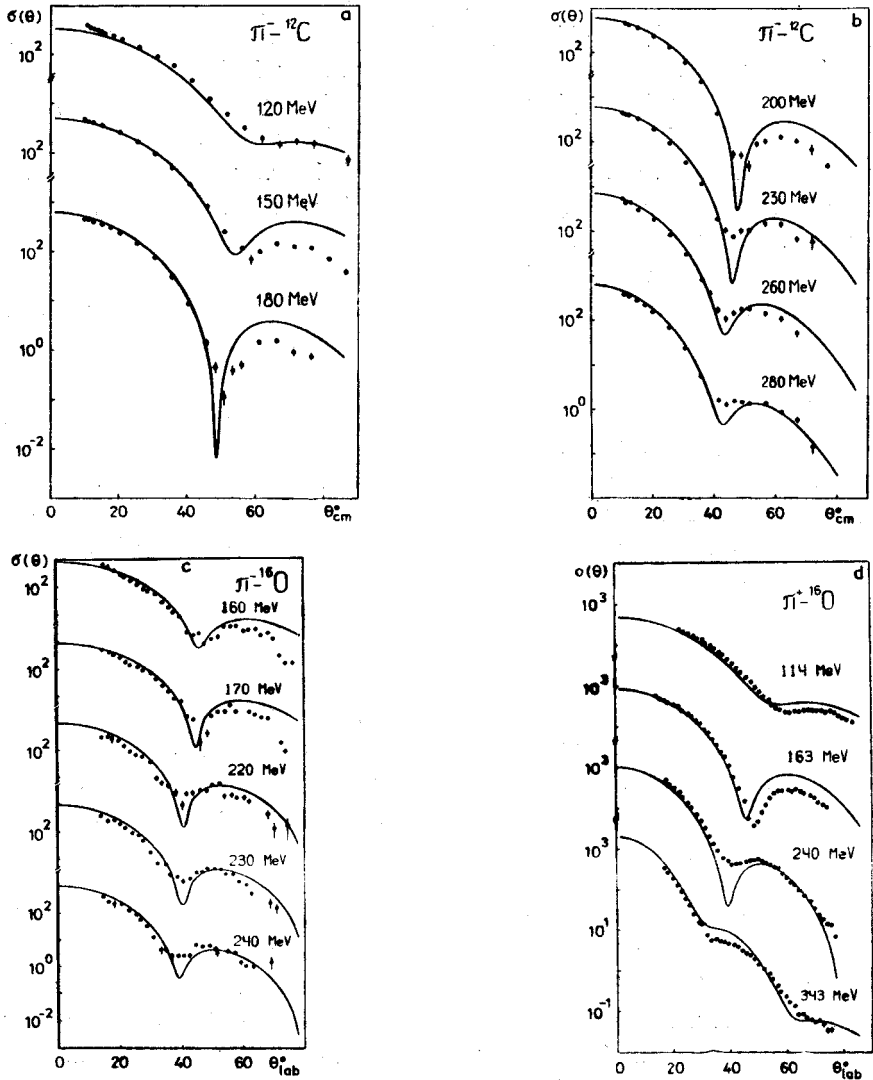 σ(θ)
a
π⁻-¹²C
10²
120 MeV
10²
150 MeV
10²
180 MeV
10⁰
10⁻²
0 20 40 60 80 θ°cm
σ(θ)
b
π⁻-¹²C
10²
200 MeV
10²
230 MeV
10²
260 MeV
10²
280 MeV
10⁰
0 20 40 60 80 θ°cm
σ(θ)
c
π⁻-¹⁶O
10²
160 MeV
10²
170 MeV
10²
220 MeV
10²
230 MeV
10²
240 MeV
10⁰
10⁻²
0 20 40 60 80 θ°lab
σ(θ)
d
π⁺-¹⁶O
10³
114 MeV
10³
163 MeV
10³
240 MeV
10³
10¹
343 MeV
10⁻¹
0 20 40 60 80 θ°lab